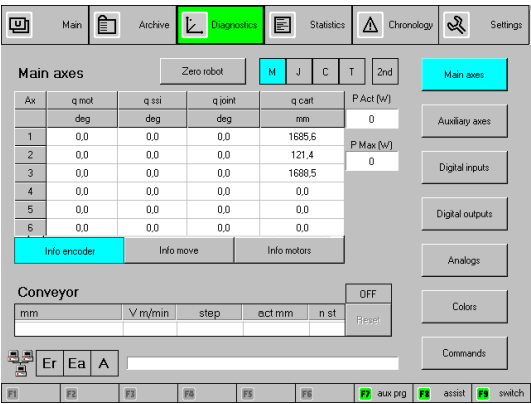 Main Archive Diagnostics Statistics Chronology Settings
Main axes Zero robot M J C T 2nd Main axes
Ax q mot q ssi q joint q cart P Act (W)
deg deg deg mm 0 Auxiliary axes
1 0,0 0,0 0,0 1685,6
2 0,0 0,0 0,0 121,4 P Max (W)
3 0,0 0,0 0,0 1688,5 0 Digital inputs
4 0,0 0,0 0,0 0,0
5 0,0 0,0 0,0 0,0 Digital outputs
6 0,0 0,0 0,0 0,0
Info encoder Info move Info motors Analogs
Conveyor OFF
mm V m/min step act mm n st Reset Colors
Er Ea A Commands
F1 F2 F3 F4 F5 F6 F7 aux prg F8 assist F9 switch